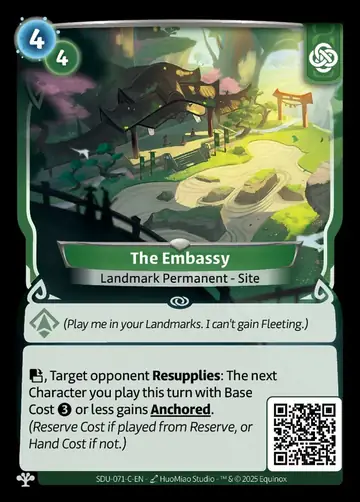 4
4
The Embassy
Landmark Permanent - Site
(Play me in your Landmarks. I can't gain Fleeting.)
, Target opponent Resupplies: The next
Character you play this turn with Base
Cost 3 or less gains Anchored.
(Reserve Cost if played from Reserve, or
Hand Cost if not.)
SDU-071-C-EN - HuoMiao Studio - ™ & © 2025 Equinox